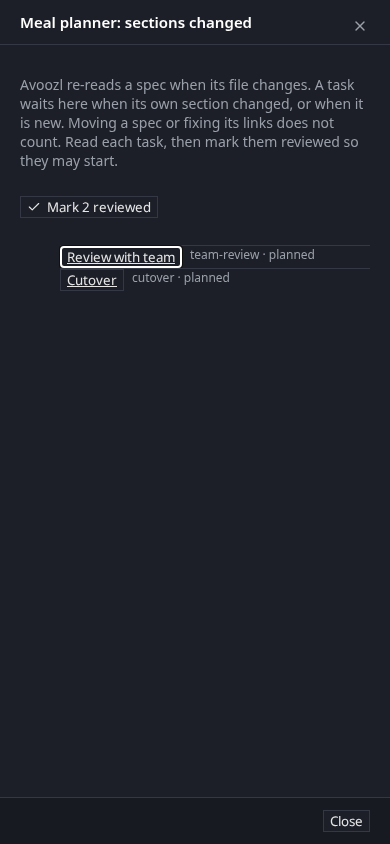 Meal planner: sections changed
Avoozl re-reads a spec when its file changes. A task
waits here when its own section changed, or when it
is new. Moving a spec or fixing its links does not
count. Read each task, then mark them reviewed so
they may start.
Mark 2 reviewed
Review with team team-review · planned
Cutover cutover · planned
Close